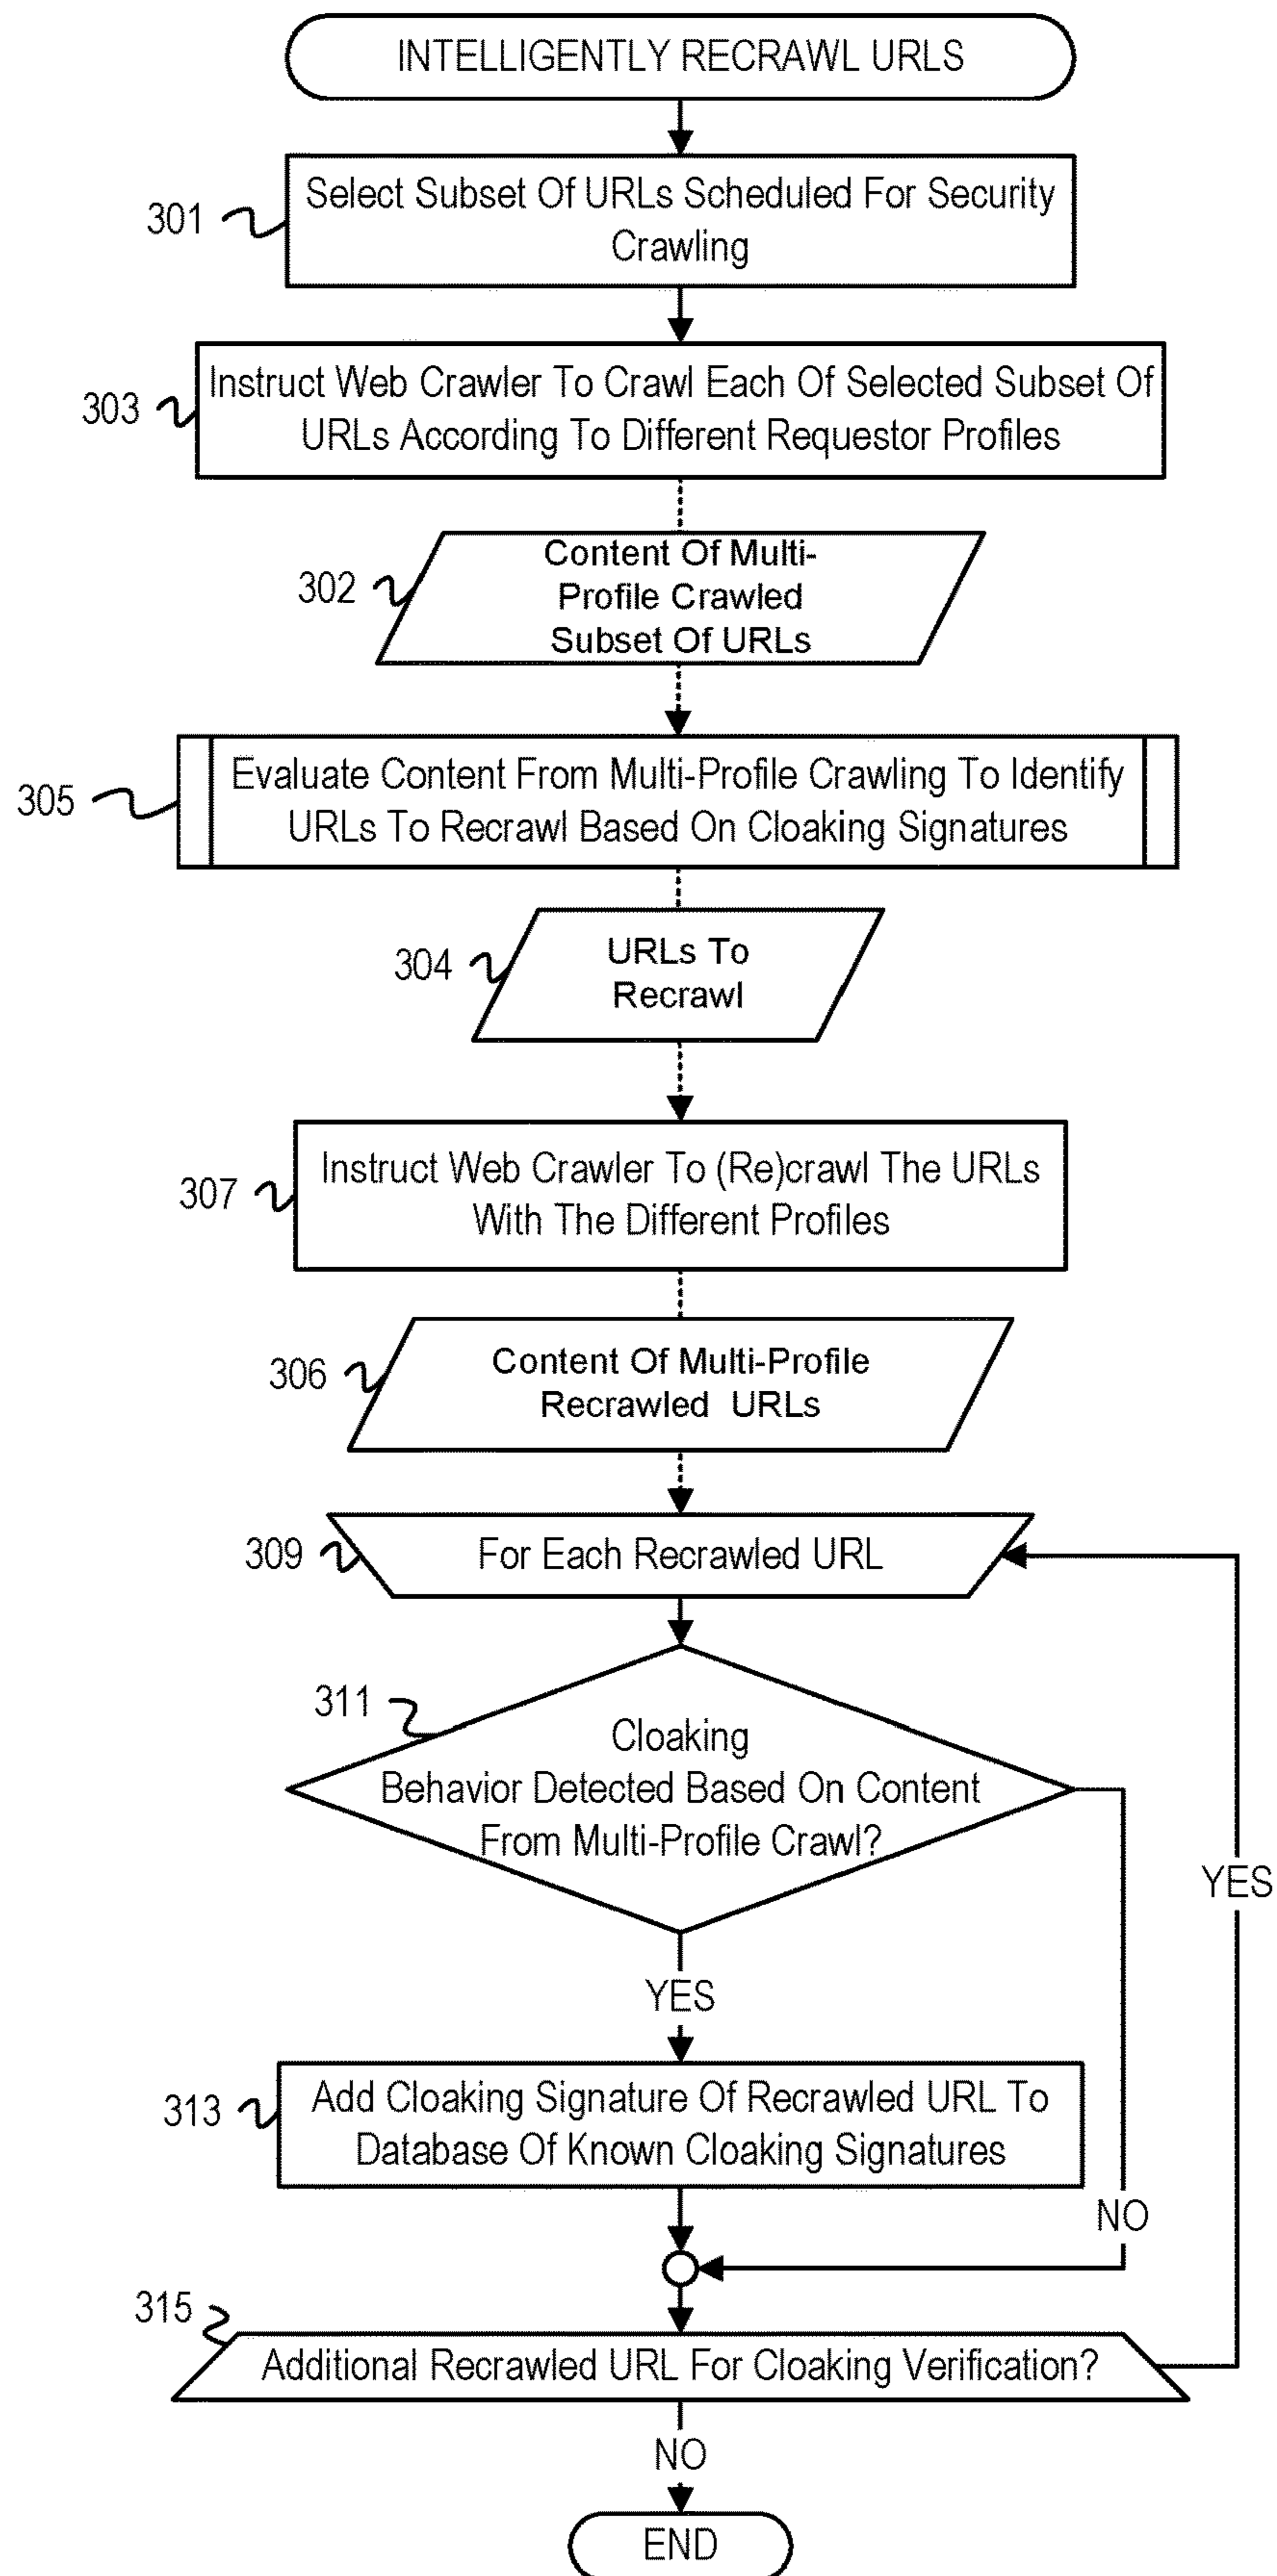 INTELLIGENTLY RECRAWL URLS
301
Select Subset Of URLs Scheduled For Security
Crawling
303
Instruct Web Crawler To Crawl Each Of Selected Subset Of
URLs According To Different Requestor Profiles
302
Content Of Multi-
Profile Crawled
Subset Of URLs
305
Evaluate Content From Multi-Profile Crawling To Identify
URLs To Recrawl Based On Cloaking Signatures
304
URLs To
Recrawl
307
Instruct Web Crawler To (Re)crawl The URLs
With The Different Profiles
306
Content Of Multi-Profile
Recrawled URLs
309
For Each Recrawled URL
311
Cloaking
Behavior Detected Based On Content
From Multi-Profile Crawl?
YES
YES
313
Add Cloaking Signature Of Recrawled URL To
Database Of Known Cloaking Signatures
NO
315
Additional Recrawled URL For Cloaking Verification?
NO
END